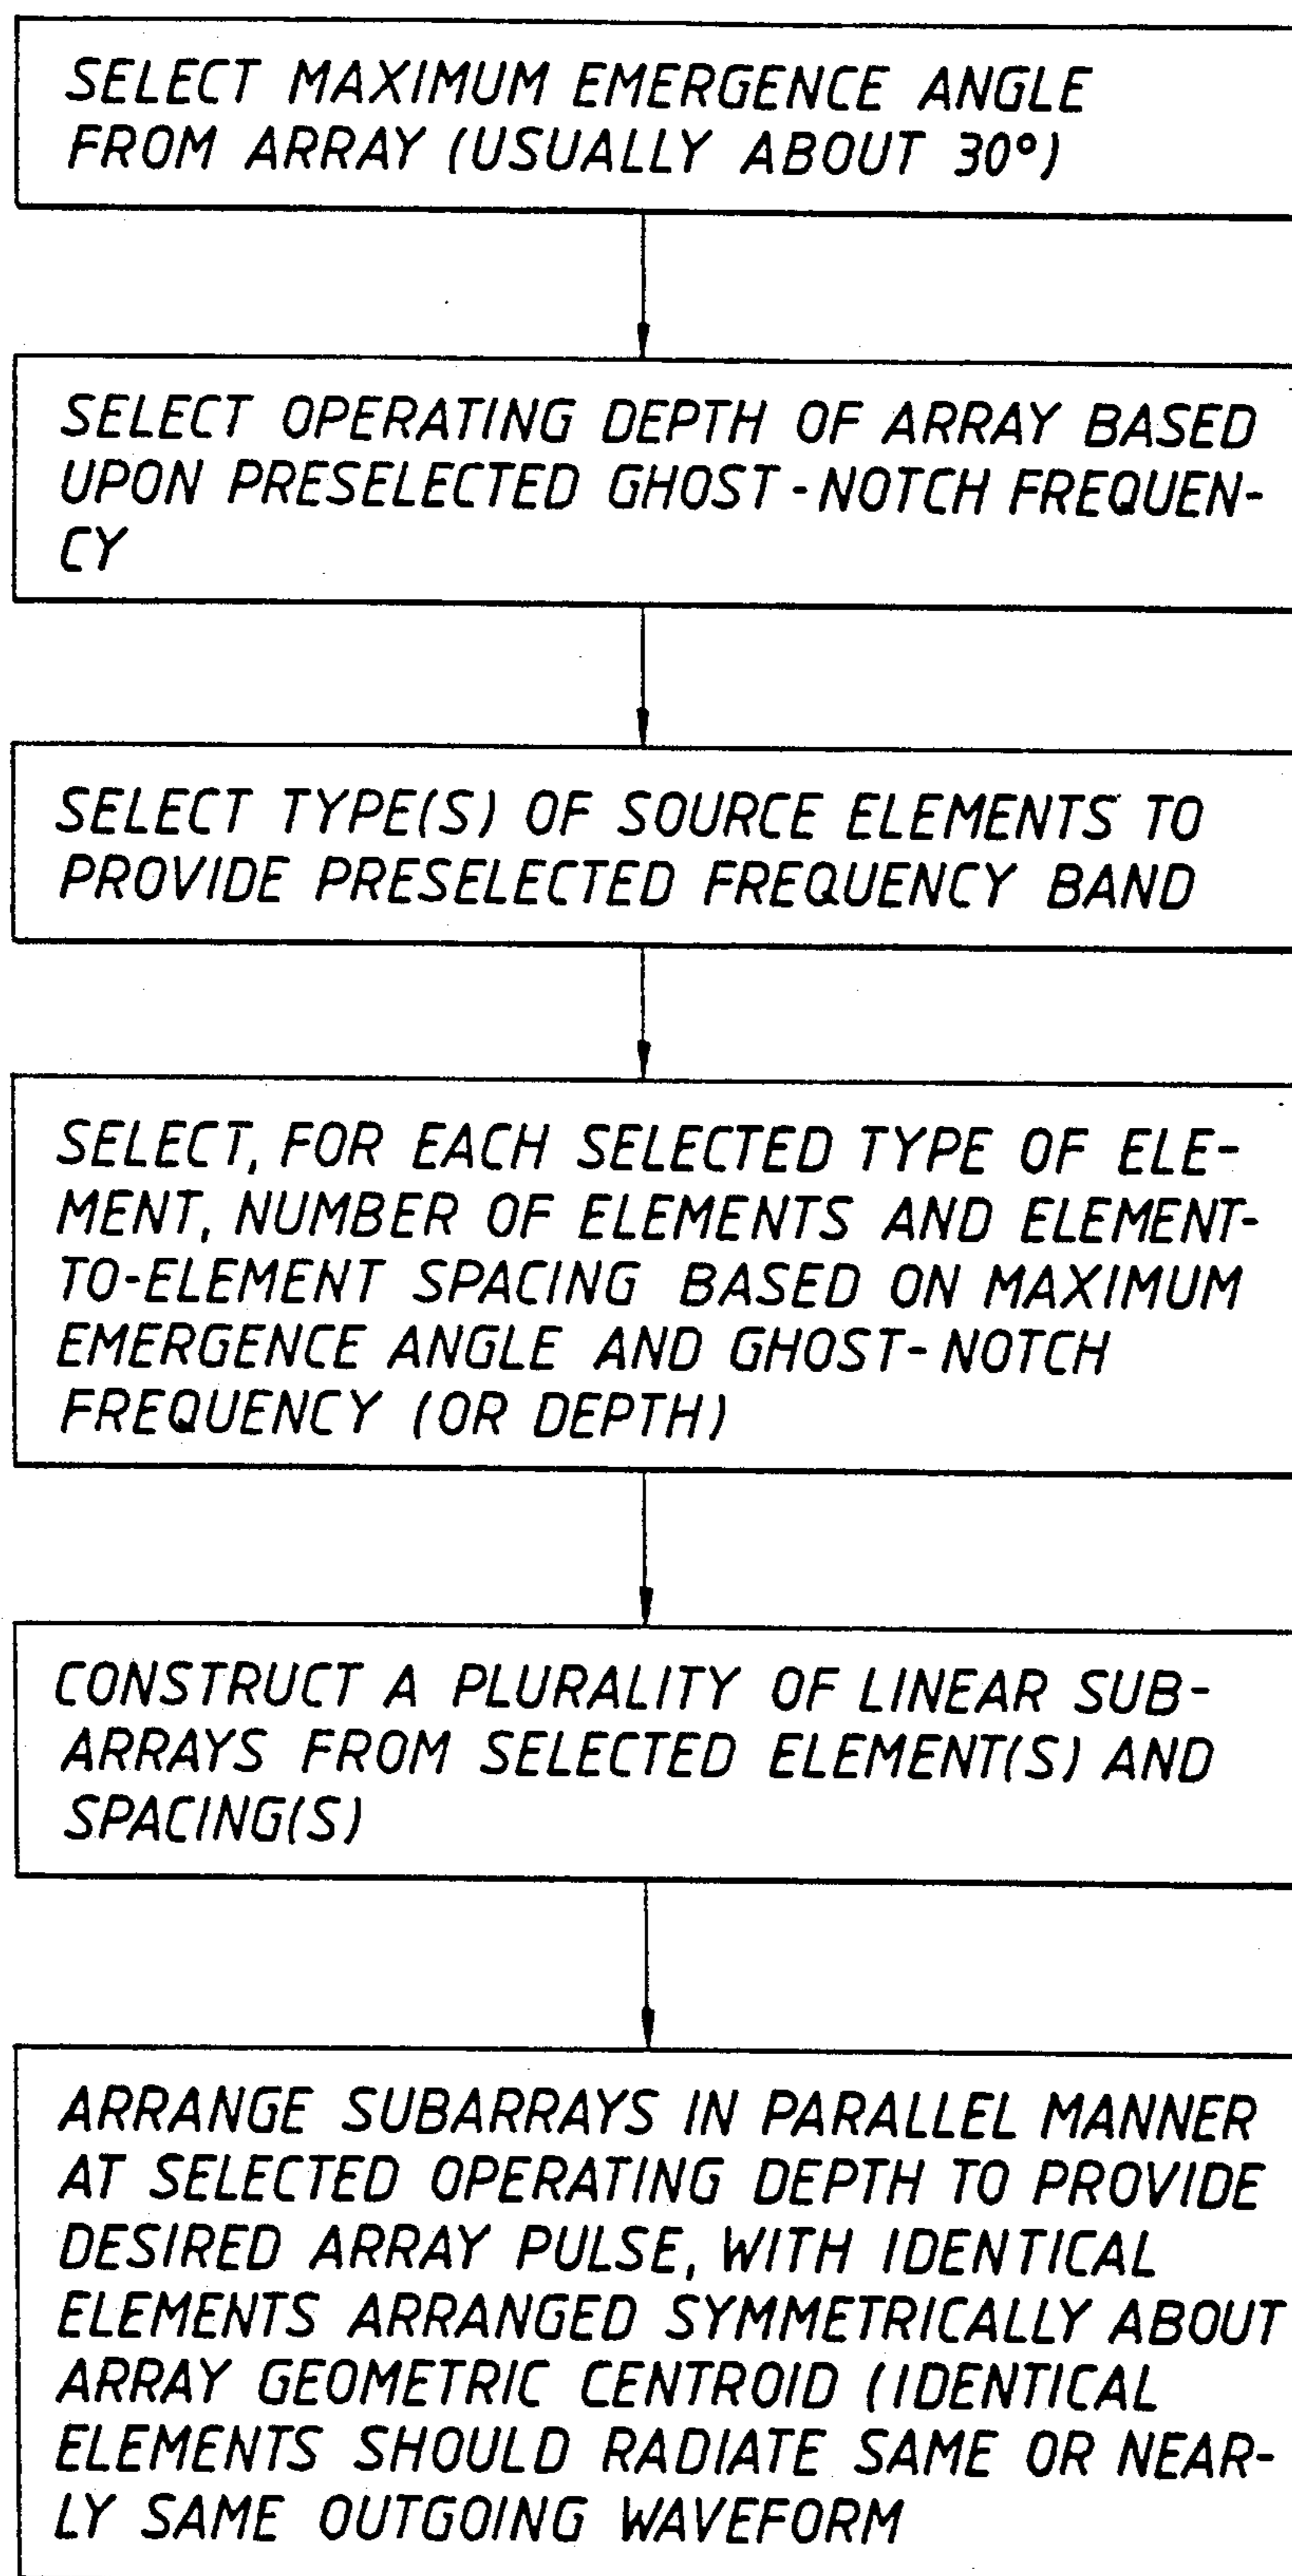 SELECT MAXIMUM EMERGENCE ANGLE
FROM ARRAY (USUALLY ABOUT 30°)
SELECT OPERATING DEPTH OF ARRAY BASED
UPON PRESELECTED GHOST-NOTCH FREQUEN-
CY
SELECT TYPE(S) OF SOURCE ELEMENTS TO
PROVIDE PRESELECTED FREQUENCY BAND
SELECT, FOR EACH SELECTED TYPE OF ELE-
MENT, NUMBER OF ELEMENTS AND ELEMENT-
TO-ELEMENT SPACING BASED ON MAXIMUM
EMERGENCE ANGLE AND GHOST-NOTCH
FREQUENCY (OR DEPTH)
CONSTRUCT A PLURALITY OF LINEAR SUB-
ARRAYS FROM SELECTED ELEMENT(S) AND
SPACING(S)
ARRANGE SUBARRAYS IN PARALLEL MANNER
AT SELECTED OPERATING DEPTH TO PROVIDE
DESIRED ARRAY PULSE, WITH IDENTICAL
ELEMENTS ARRANGED SYMMETRICALLY ABOUT
ARRAY GEOMETRIC CENTROID (IDENTICAL
ELEMENTS SHOULD RADIATE SAME OR NEAR-
LY SAME OUTGOING WAVEFORM